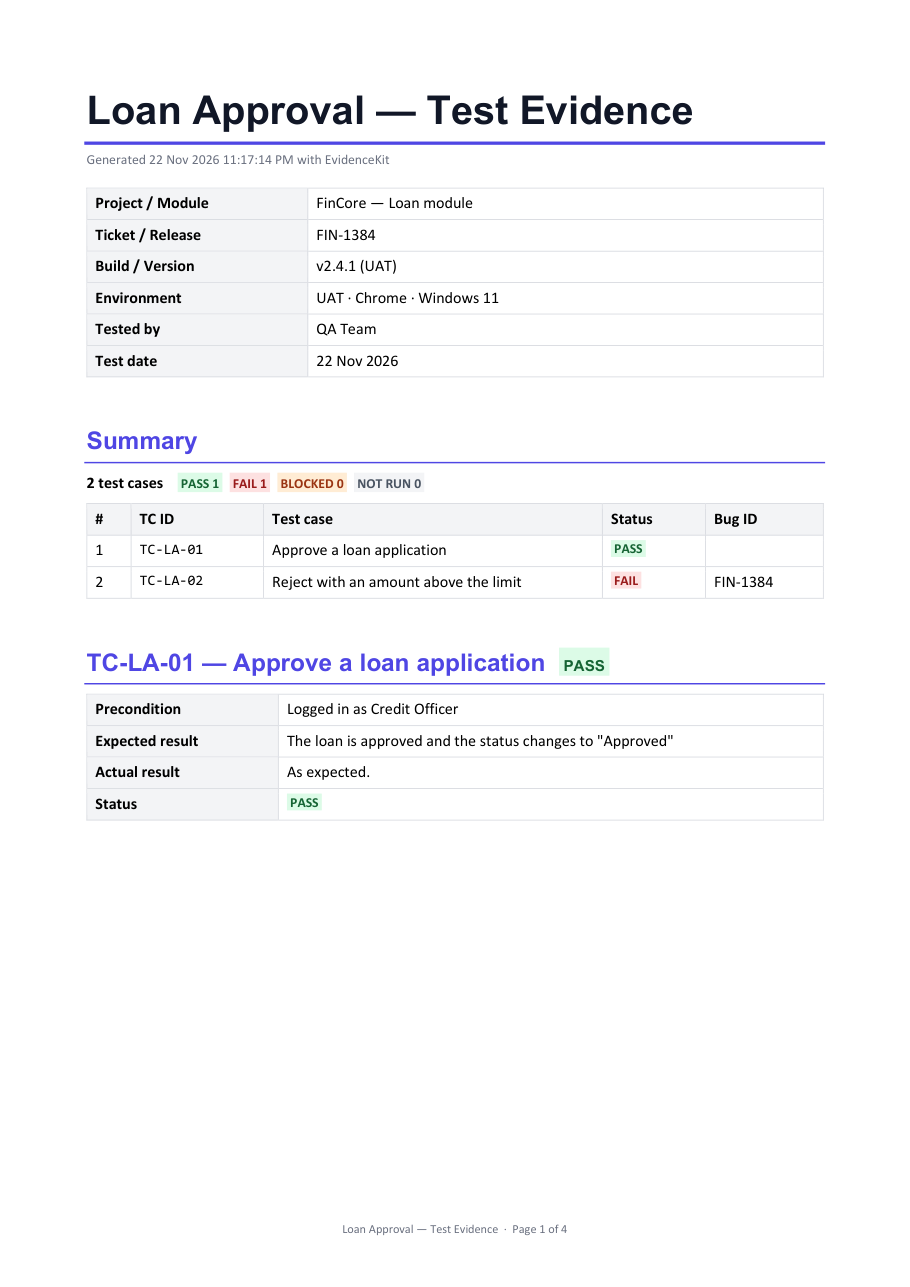 Loan Approval — Test Evidence
Generated 22 Nov 2026 11:17:14 PM with EvidenceKit
Project / Module FinCore — Loan module
Ticket / Release FIN-1384
Build / Version v2.4.1 (UAT)
Environment UAT · Chrome · Windows 11
Tested by QA Team
Test date 22 Nov 2026
Summary
2 test cases PASS 1 FAIL 1 BLOCKED 0 NOT RUN 0
# TC ID Test case Status Bug ID
1 TC-LA-01 Approve a loan application PASS
2 TC-LA-02 Reject with an amount above the limit FAIL FIN-1384
TC-LA-01 — Approve a loan application PASS
Precondition Logged in as Credit Officer
Expected result The loan is approved and the status changes to "Approved"
Actual result As expected.
Status PASS
Loan Approval — Test Evidence · Page 1 of 4